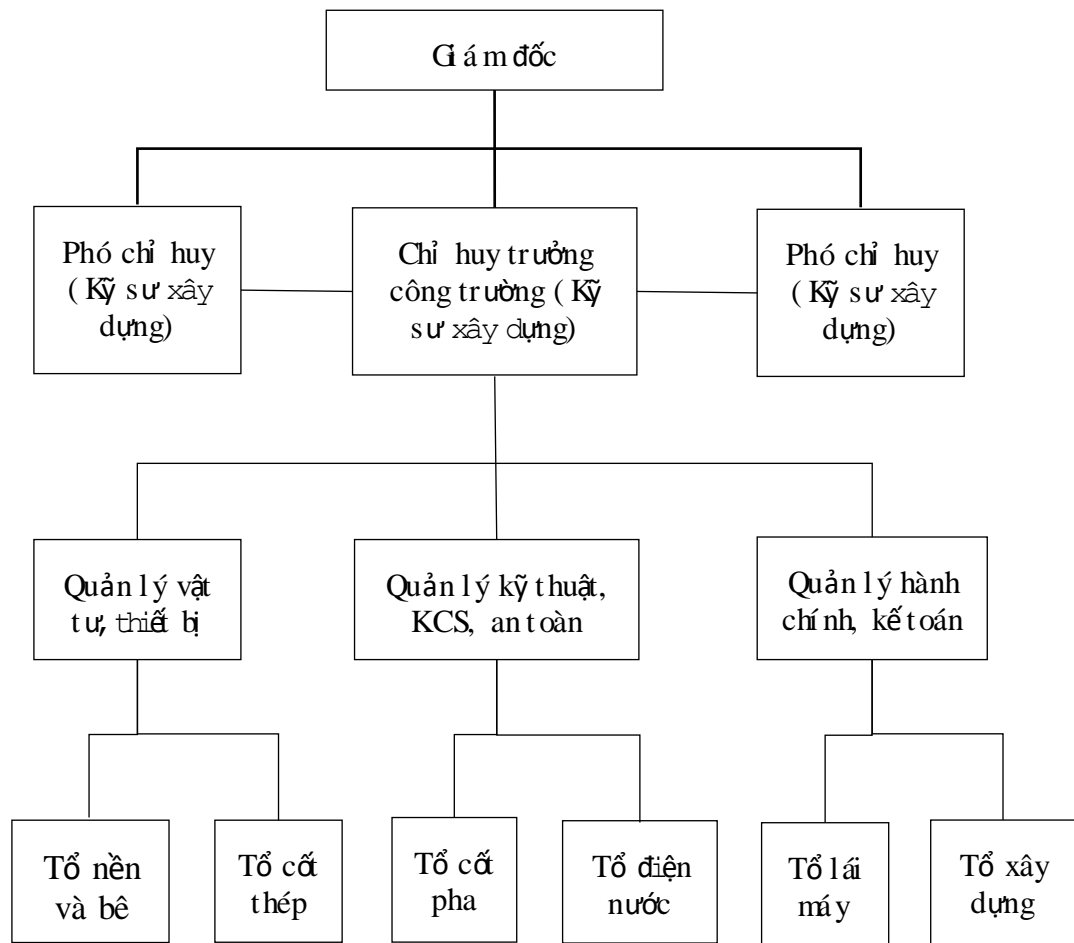 Giám đốc
Phó chỉ huy
(Kỹ sư xây
dựng)
Chỉ huy trưởng
công trường (Kỹ
sư xây dựng)
Phó chỉ huy
(Kỹ sư xây
dựng)
Quản lý vật
tư, thiết bị
Quản lý kỹ thuật,
KCS, an toàn
Quản lý hành
chính, kế toán
Tổ nền
và bê
Tổ cốt
thép
Tổ cốt
pha
Tổ điện
nước
Tổ lái
máy
Tổ xây
dựng